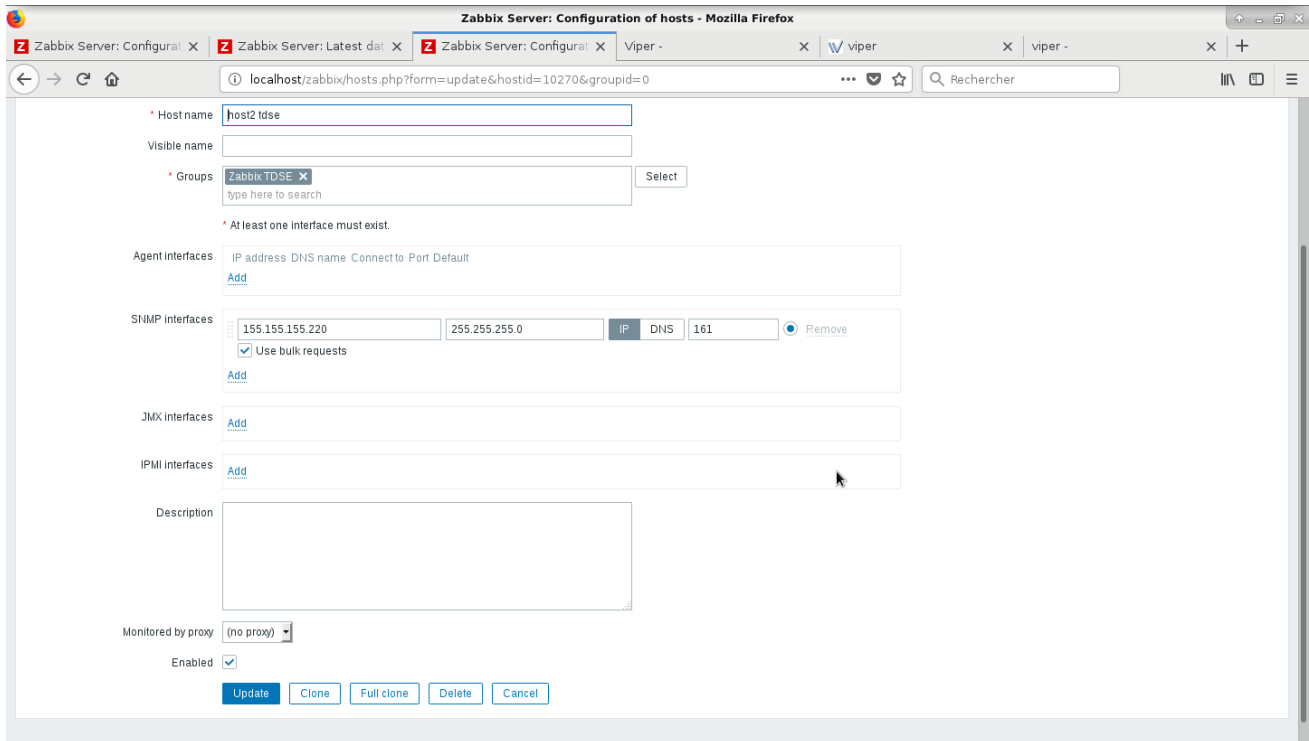 Zabbix Server: Configuration of hosts - Mozilla Firefox
Zabbix Server: Configurat Zabbix Server: Latest dat Zabbix Server: Configurat Viper - viper viper -
localhost/zabbix/hosts.php?form=update&hostid=10270&groupid=0 Rechercher
* Host name host2 tdse
Visible name
* Groups Zabbix TDSE Select
type here to search
* At least one interface must exist.
Agent interfaces IP address DNS name Connect to Port Default
Add
SNMP interfaces 155.155.155.220 255.255.255.0 IP DNS 161 Remove
Use bulk requests
Add
JMX interfaces Add
IPMI interfaces Add
Description
Monitored by proxy (no proxy)
Enabled
Update Clone Full clone Delete Cancel